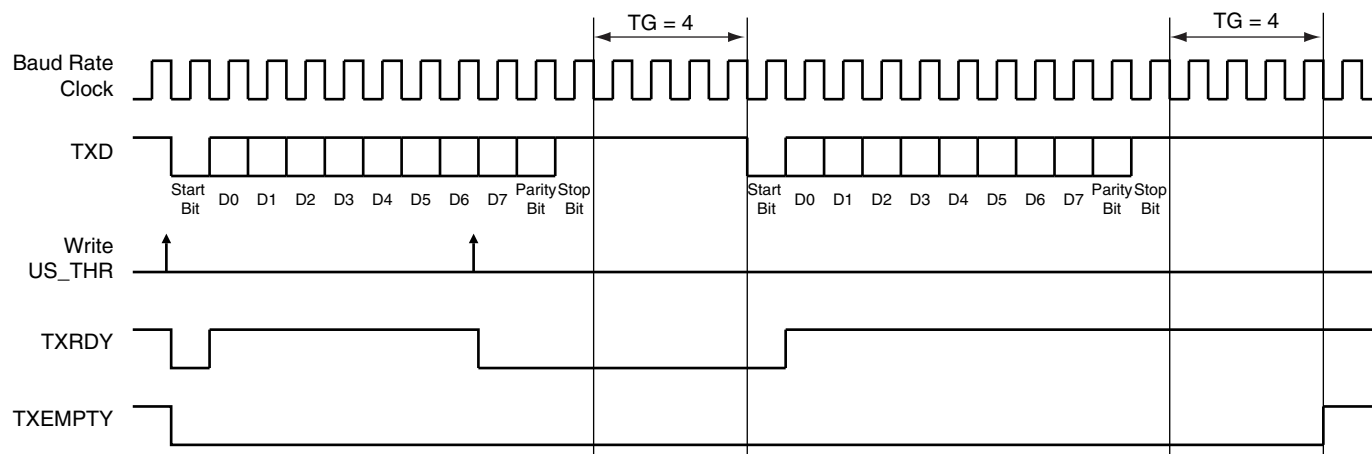 TG = 4
TG = 4
Baud Rate
Clock
TXD
Start
Bit
D0
D1
D2
D3
D4
D5
D6
D7
Parity
Bit
Stop
Bit
Start
Bit
D0
D1
D2
D3
D4
D5
D6
D7
Parity
Bit
Stop
Bit
Write
US_THR
TXRDY
TXEMPTY